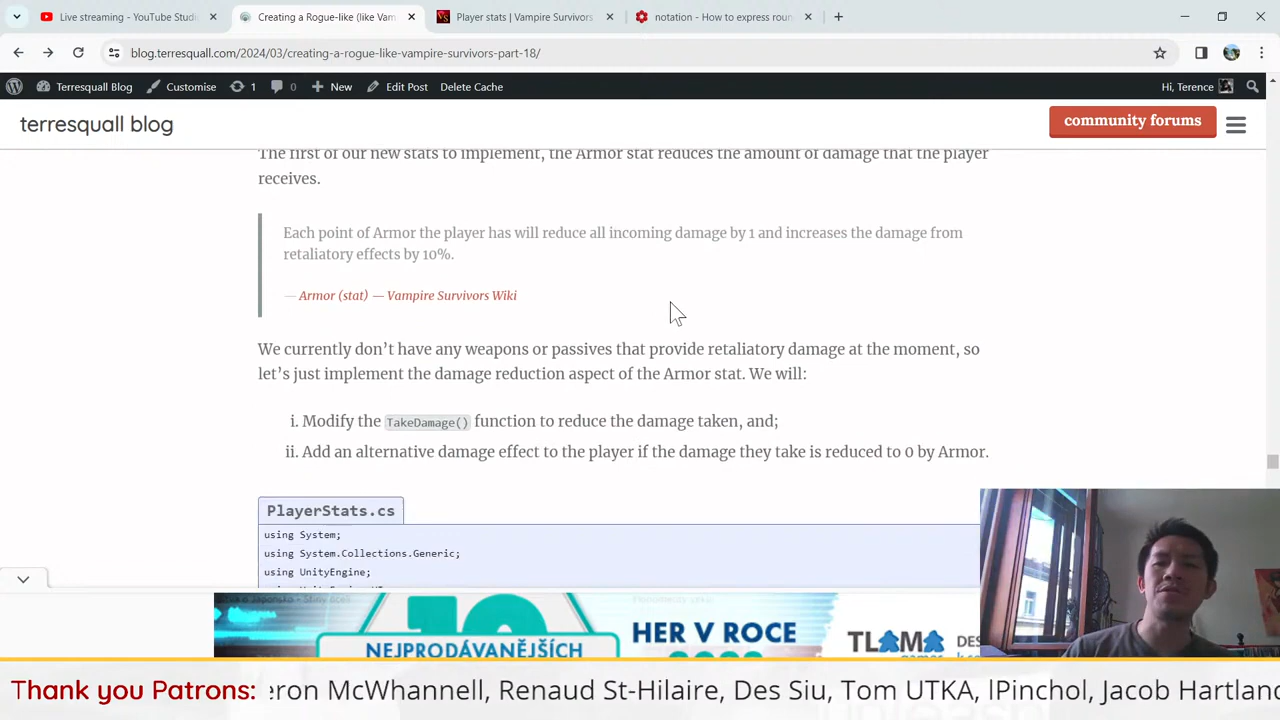 Live streaming - YouTube Studio
Creating a Rogue-like (like Vam
Player stats | Vampire Survivors
notation - How to express roun
blog.terresquall.com/2024/03/creating-a-rogue-like-vampire-survivors-part-18/
Terresquall Blog
Customise
1
0
New
Edit Post
Delete Cache
Hi, Terence
terresquall blog
community forums
The first of our new stats to implement, the Armor stat reduces the amount of damage that the player
receives.
Each point of Armor the player has will reduce all incoming damage by 1 and increases the damage from
retaliatory effects by 10%.
— Armor (stat) — Vampire Survivors Wiki
We currently don’t have any weapons or passives that provide retaliatory damage at the moment, so
let’s just implement the damage reduction aspect of the Armor stat. We will:
i. Modify the TakeDamage() function to reduce the damage taken, and;
ii. Add an alternative damage effect to the player if the damage they take is reduced to 0 by Armor.
PlayerStats.cs
using System;
using System.Collections.Generic;
using UnityEngine;
10
NEJPRODÁVANĚJŠÍCH
HER V ROCE
TLAMA
games
DES
Thank you Patrons: eron McWhannell, Renaud St-Hilaire, Des Siu, Tom UTKA, lPinchol, Jacob Hartland